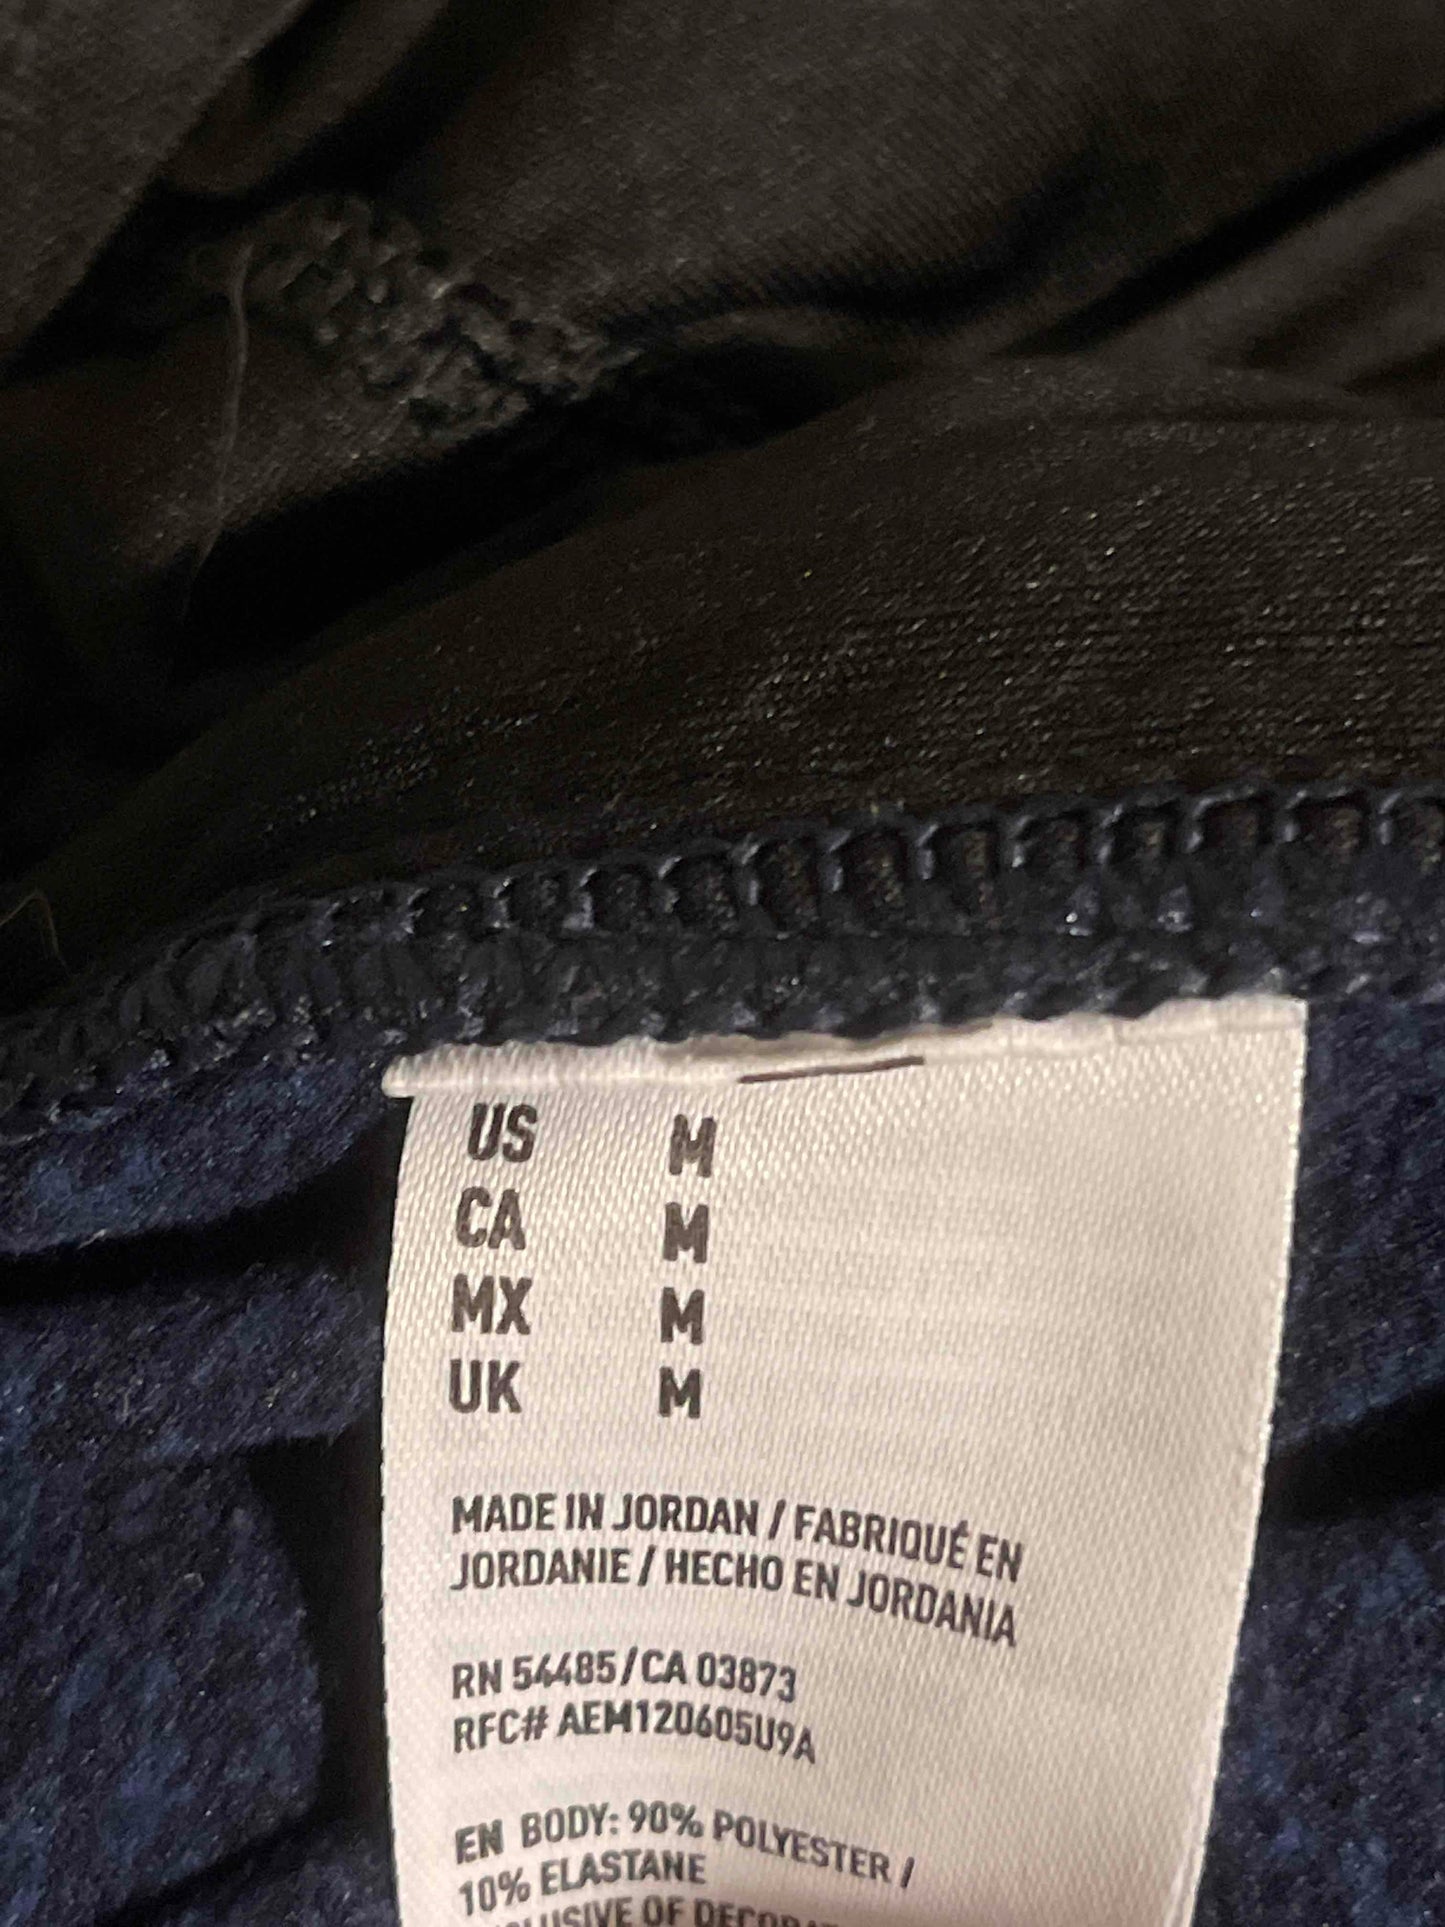 US M
CA M
MX M
UK M
MADE IN JORDAN / FABRIQUÉ EN
JORDANIE / HECHO EN JORDANIA
RN 54485/CA 03873
RFC# AEM120605U9A
EN BODY: 90% POLYESTER /
10% ELASTANE
OF